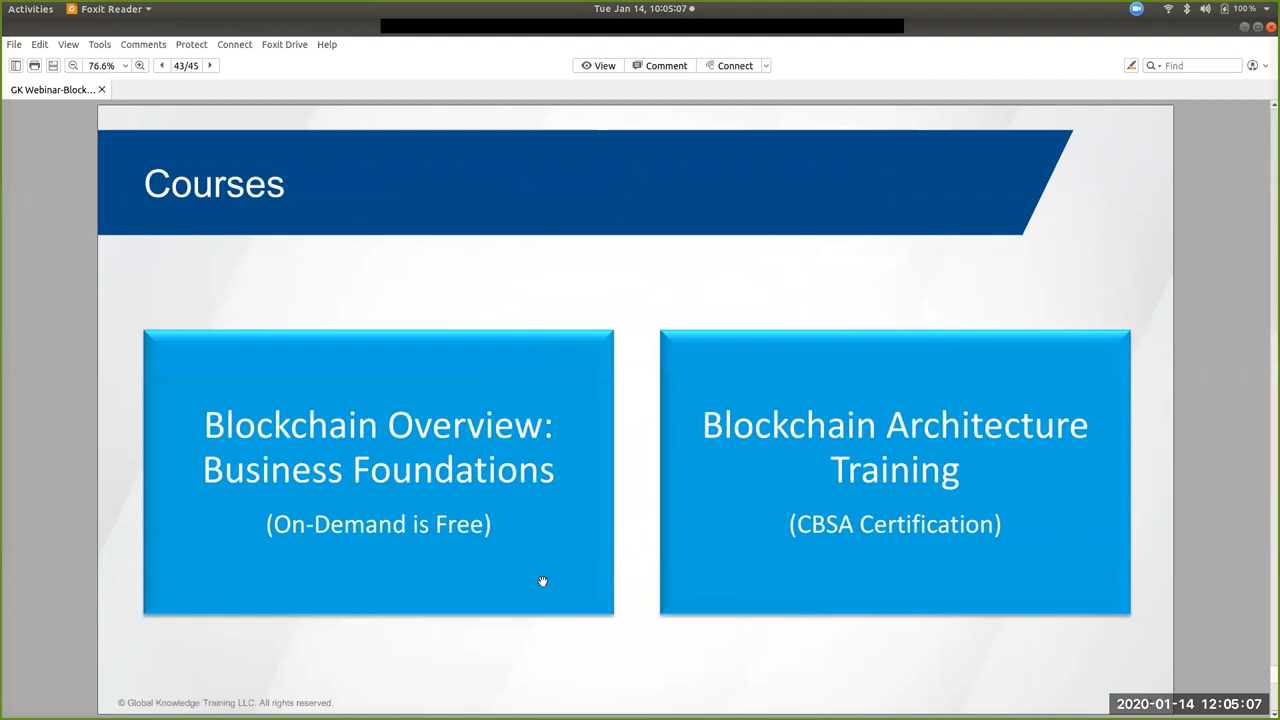 Activities Foxit Reader Tue Jan 14, 10:05:07 100 %
File Edit View Tools Comments Protect Connect Foxit Drive Help
76.6% 43/45 View Comment Connect Find
GK Webinar-Block...
Courses
Blockchain Overview:
Business Foundations
(On-Demand is Free)
Blockchain Architecture
Training
(CBSA Certification)
© Global Knowledge Training LLC. All rights reserved.
2020-01-14 12:05:07